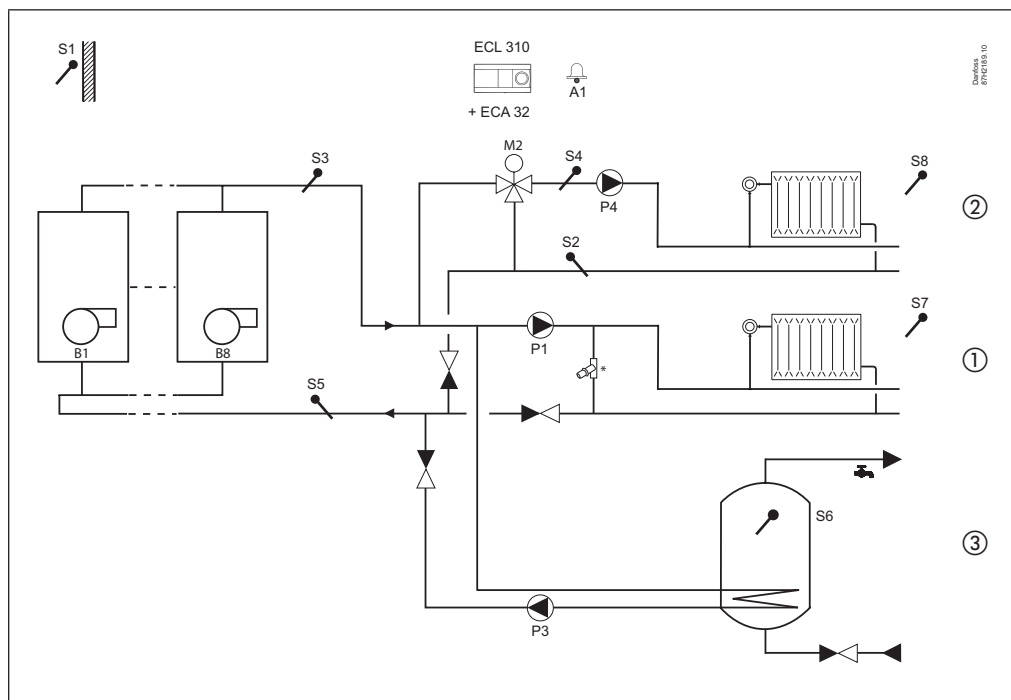 S1
ECL 310
A1
+ ECA 32
Danfoss
87H2189.10
M2
S3
S4
S8
P4
②
S2
S7
P1
①
B1
B8
*
S5
S6
③
P3